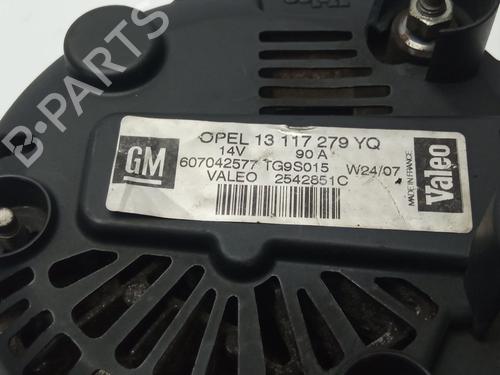 Valeo
B-PARTS
GM
OPEL 13 117 279 YQ
14V 90 A
607042577 TG9S015 W24/07
VALEO 2542851C
MADE IN FRANCE
Valeo